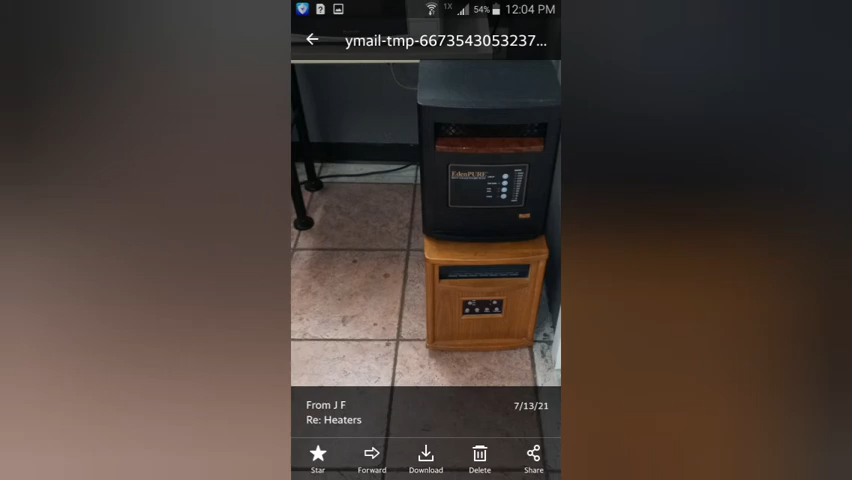 1X 54% 12:04 PM
ymail-tmp-6673543053237...
EdenPURE
From J F
7/13/21
Re: Heaters
Star
Forward
Download
Delete
Share